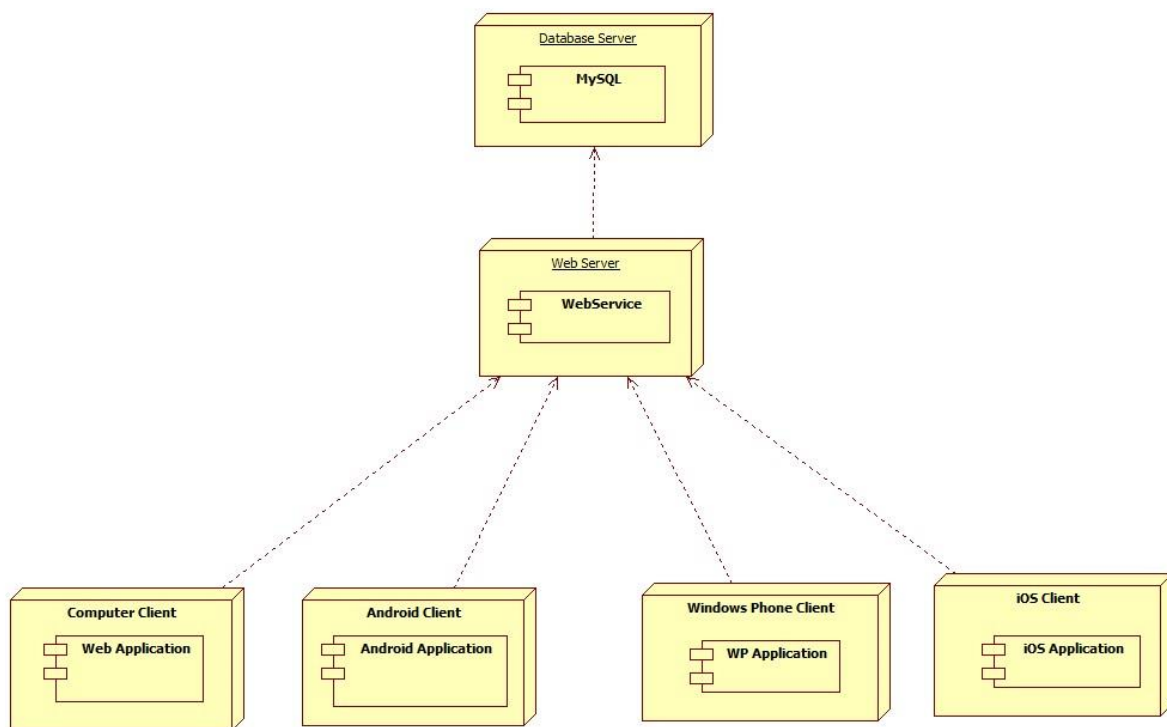 Database Server
MySQL
Web Server
WebService
Computer Client
Web Application
Android Client
Android Application
Windows Phone Client
WP Application
iOS Client
iOS Application